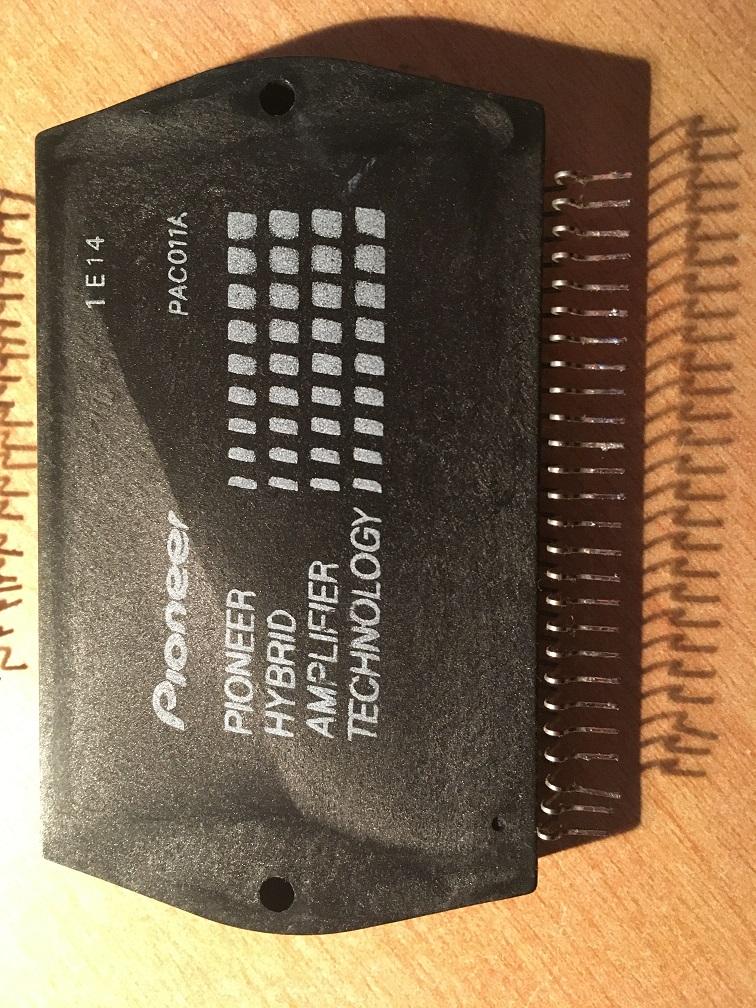 1E14
PAC011A
Pioneer
PIONEER
HYBRID
AMPLIFIER
TECHNOLOGY